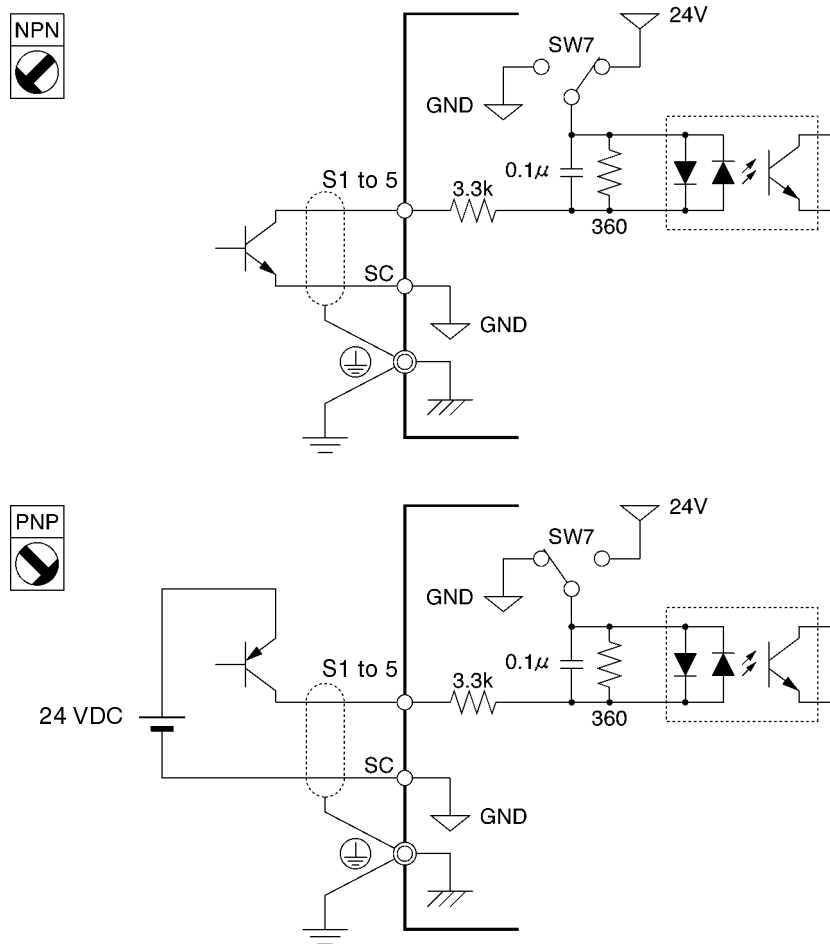 NPN
24V
SW7
GND
S1 to 5
3.3k
0.1μ
360
SC
GND
PNP
24V
SW7
GND
S1 to 5
3.3k
0.1μ
360
24 VDC
SC
GND